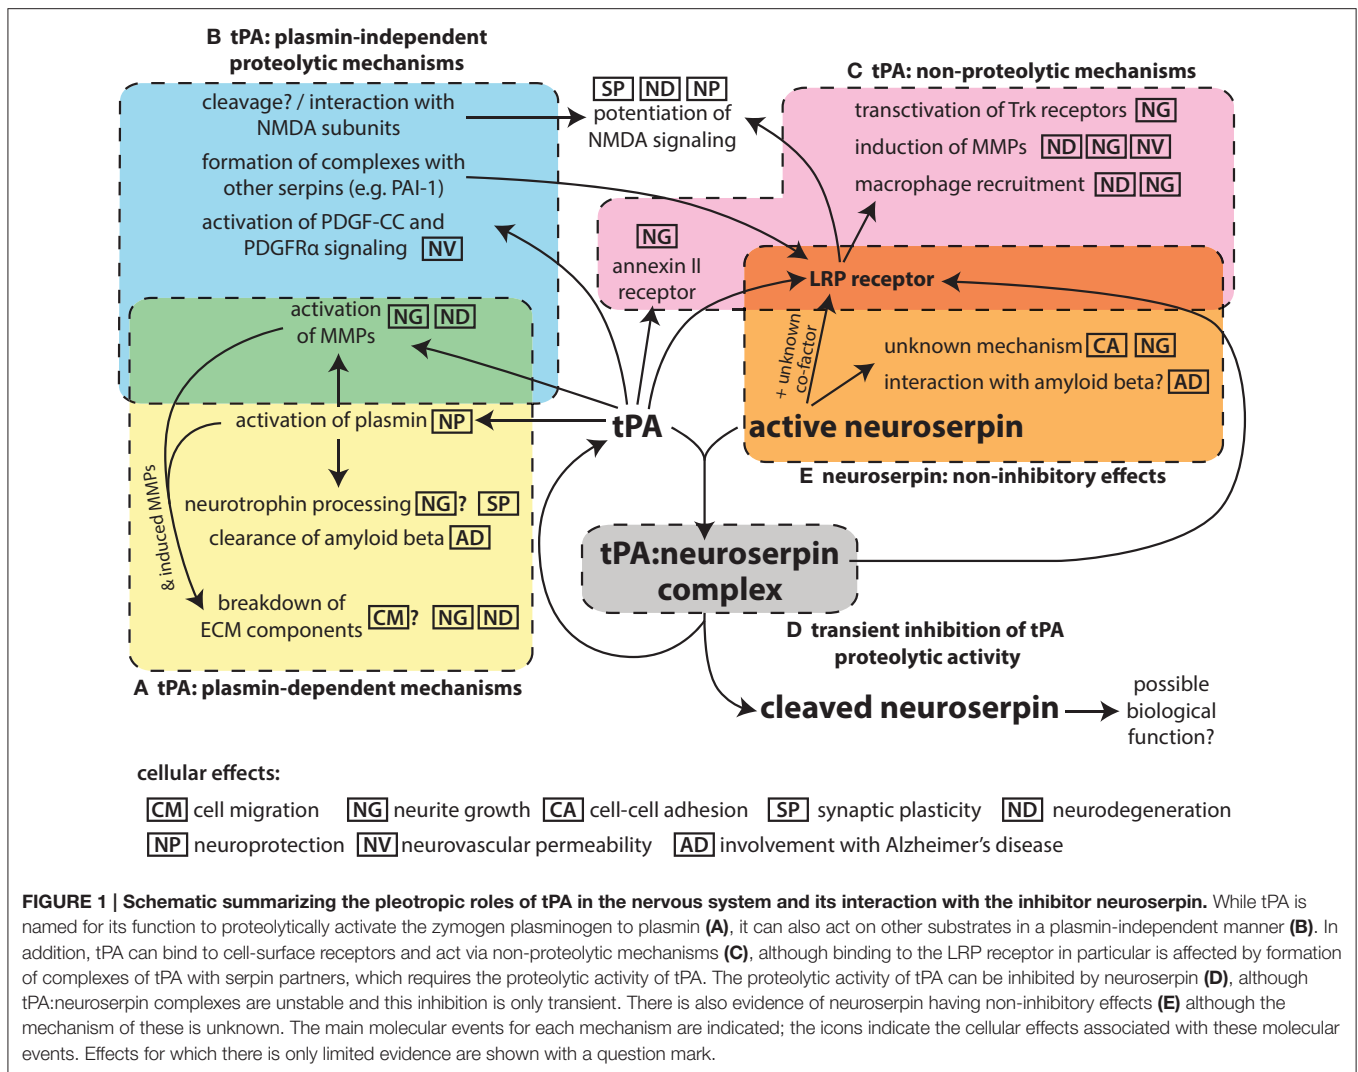 B tPA: plasmin-independent
proteolytic mechanisms
cleavage? / interaction with
NMDA subunits
formation of complexes with
other serpins (e.g. PAI-1)
activation of PDGF-CC and
PDGFRα signaling NV
SP ND NP
potentiation of
NMDA signaling
C tPA: non-proteolytic mechanisms
transctivation of Trk receptors NG
induction of MMPs ND NG NV
macrophage recruitment ND NG
NG
annexin II
receptor
LRP receptor
activation NG ND
of MMPs
+ unknown
co-factor
unknown mechanism CA NG
interaction with amyloid beta? AD
activation of plasmin NP
tPA
active neuroserpin
E neuroserpin: non-inhibitory effects
& induced MMPs
neurotrophin processing NG? SP
clearance of amyloid beta AD
breakdown of
ECM components CM? NG ND
A tPA: plasmin-dependent mechanisms
tPA:neuroserpin
complex
D transient inhibition of tPA
proteolytic activity
cleaved neuroserpin
possible
biological
function?
cellular effects:
CM cell migration NG neurite growth CA cell-cell adhesion SP synaptic plasticity ND neurodegeneration
NP neuroprotection NV neurovascular permeability AD involvement with Alzheimer's disease
FIGURE 1 | Schematic summarizing the pleotropic roles of tPA in the nervous system and its interaction with the inhibitor neuroserpin. While tPA is
named for its function to proteolytically activate the zymogen plasminogen to plasmin (A), it can also act on other substrates in a plasmin-independent manner (B). In
addition, tPA can bind to cell-surface receptors and act via non-proteolytic mechanisms (C), although binding to the LRP receptor in particular is affected by formation
of complexes of tPA with serpin partners, which requires the proteolytic activity of tPA. The proteolytic activity of tPA can be inhibited by neuroserpin (D), although
tPA:neuroserpin complexes are unstable and this inhibition is only transient. There is also evidence of neuroserpin having non-inhibitory effects (E) although the
mechanism of these is unknown. The main molecular events for each mechanism are indicated; the icons indicate the cellular effects associated with these molecular
events. Effects for which there is only limited evidence are shown with a question mark.